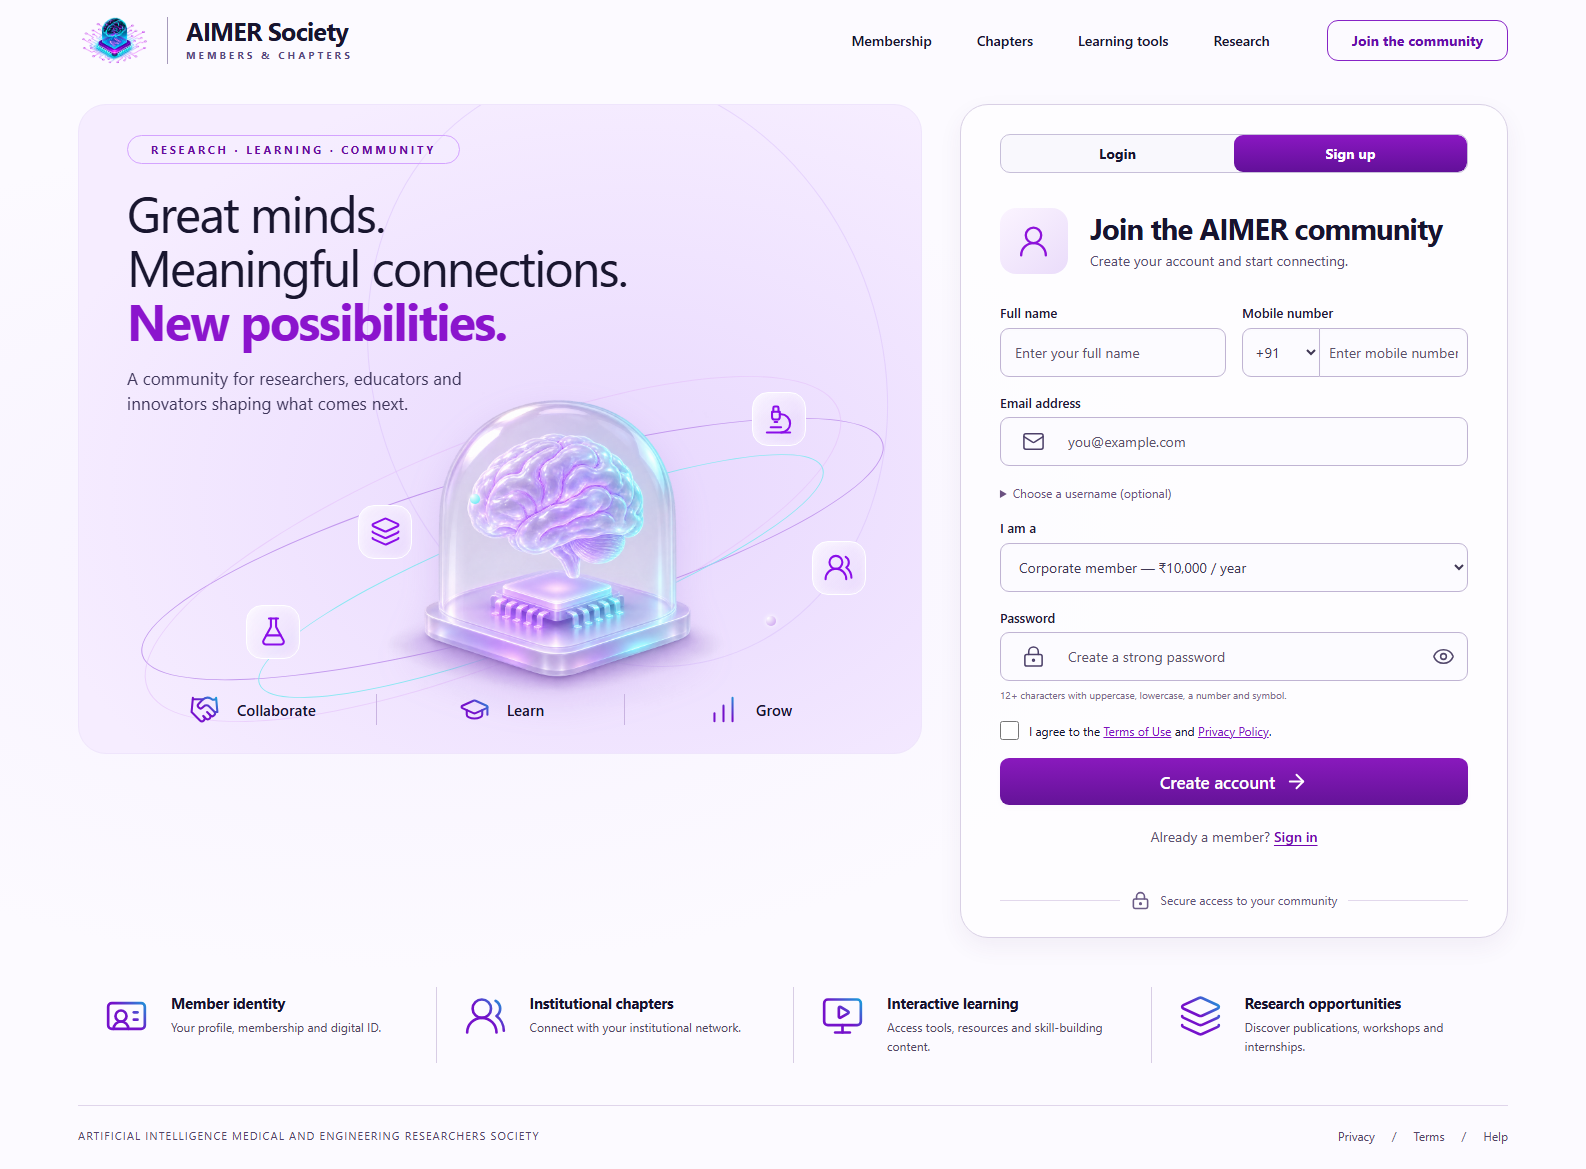 AIMER Society
MEMBERS & CHAPTERS
Membership
Chapters
Learning tools
Research
Join the community
RESEARCH · LEARNING · COMMUNITY
Great minds.
Meaningful connections.
New possibilities.
A community for researchers, educators and
innovators shaping what comes next.
Collaborate
Learn
Grow
Login
Sign up
Join the AIMER community
Create your account and start connecting.
Full name
Mobile number
Enter your full name
+91
Enter mobile number
Email address
you@example.com
Choose a username (optional)
I am a
Corporate member — ₹10,000 / year
Password
Create a strong password
12+ characters with uppercase, lowercase, a number and symbol.
I agree to the Terms of Use and Privacy Policy.
Create account
Already a member? Sign in
Secure access to your community
Member identity
Your profile, membership and digital ID.
Institutional chapters
Connect with your institutional network.
Interactive learning
Access tools, resources and skill-building
content.
Research opportunities
Discover publications, workshops and
internships.
ARTIFICIAL INTELLIGENCE MEDICAL AND ENGINEERING RESEARCHERS SOCIETY
Privacy / Terms / Help